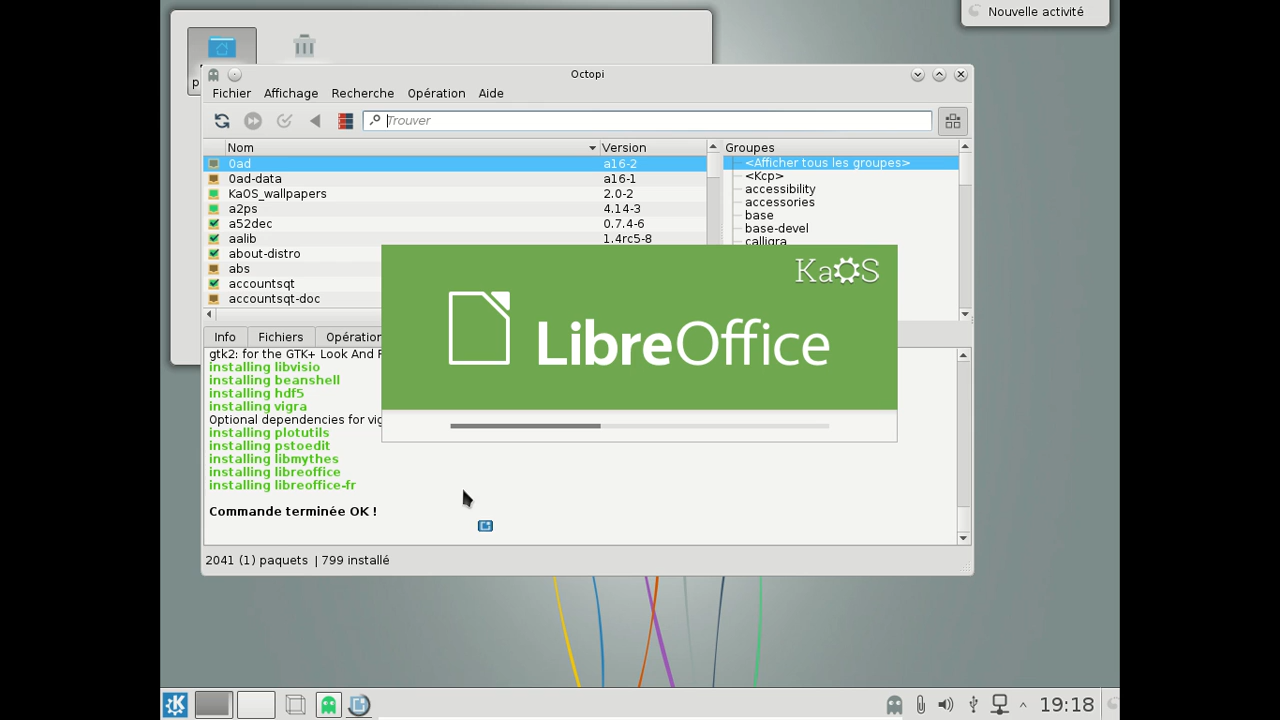 Nouvelle activité
Octopi
Fichier Affichage Recherche Opération Aide
Trouver
Nom Version Groupes
0ad a16-2
0ad-data a16-1
KaOS_wallpapers 2.0-2
a2ps 4.14-3
a52dec 0.7.4-6
aalib 1.4rc5-8
about-distro
abs
accountsqt
accountsqt-doc
<Afficher tous les groupes>
<Kcp>
accessibility
accessories
base
base-devel
calligra
KaOS
LibreOffice
Info Fichiers
gtk2: for the GTK+ Look And
installing libvisio
installing beanshell
installing hdf5
installing vigra
Optional dependencies for
installing plotutils
installing pstoedit
installing libmythes
installing libreoffice
installing libreoffice-fr
Commande terminée OK !
2041 (1) paquets | 799 installé
19:18